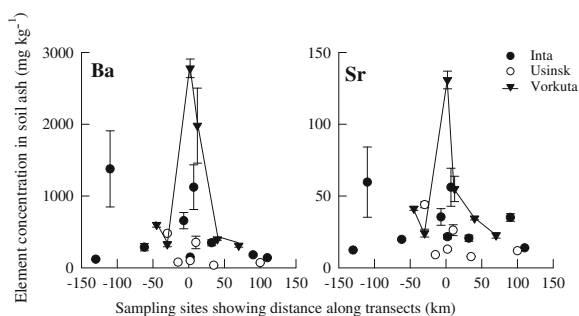 Element concentration in soil ash (mg kg⁻¹)
Ba
3000
2000
1000
0
-150 -100 -50 0 50 100 150
Sr
150
100
50
0
-150 -100 -50 0 50 100 150
Inta
Usinsk
Vorkuta
Sampling sites showing distance along transects (km)